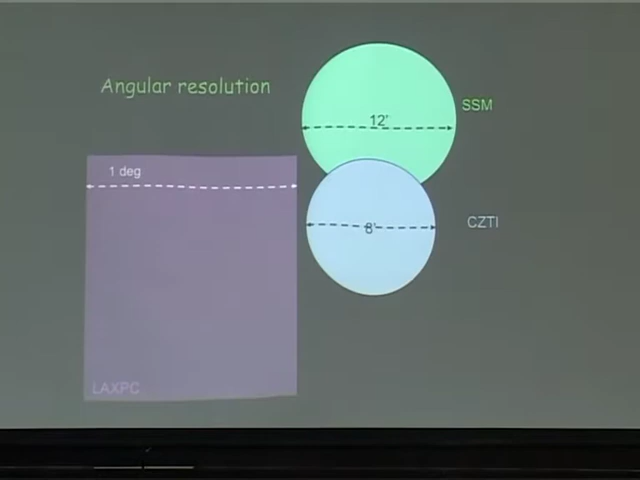 Angular resolution
12'
SSM
1 deg
8'
CZTI
LAXPC